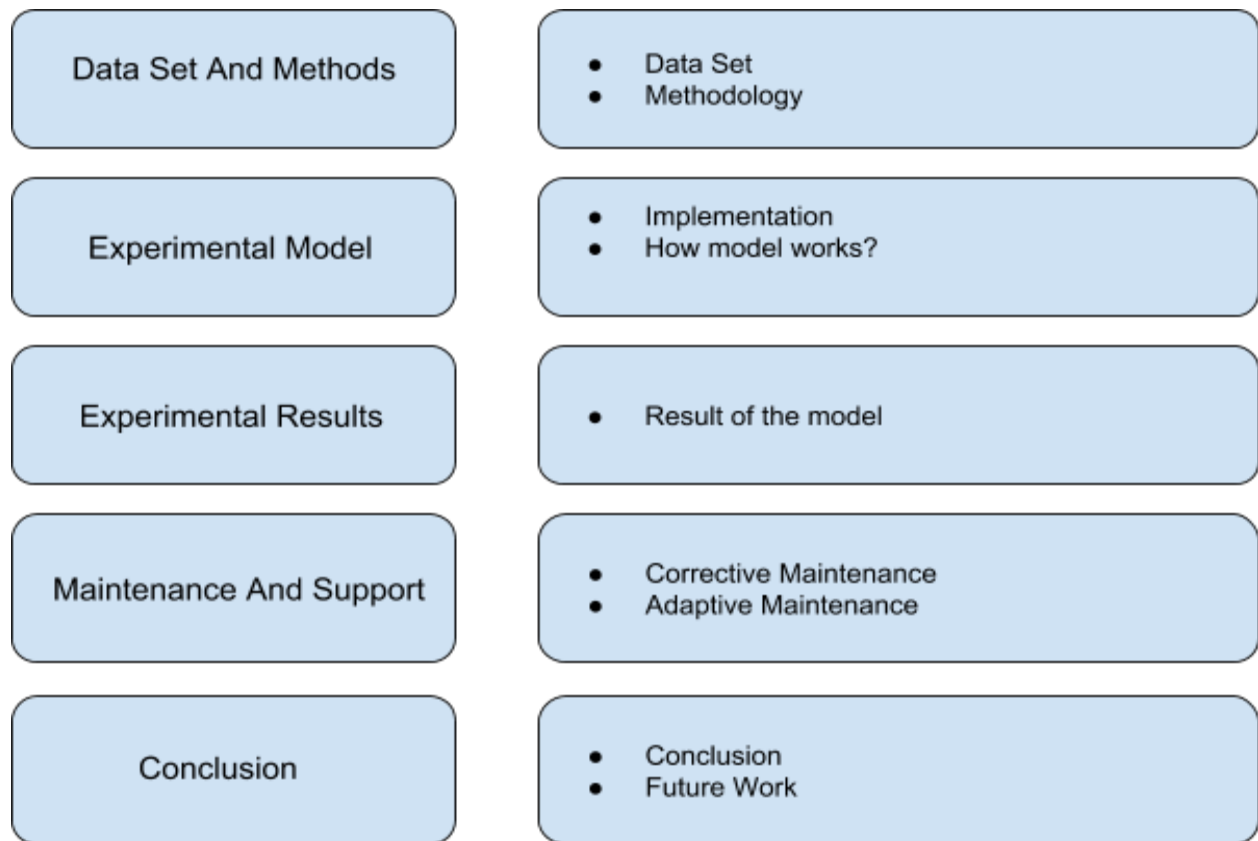 Data Set And Methods
● Data Set
● Methodology
Experimental Model
● Implementation
● How model works?
Experimental Results
● Result of the model
Maintenance And Support
● Corrective Maintenance
● Adaptive Maintenance
Conclusion
● Conclusion
● Future Work